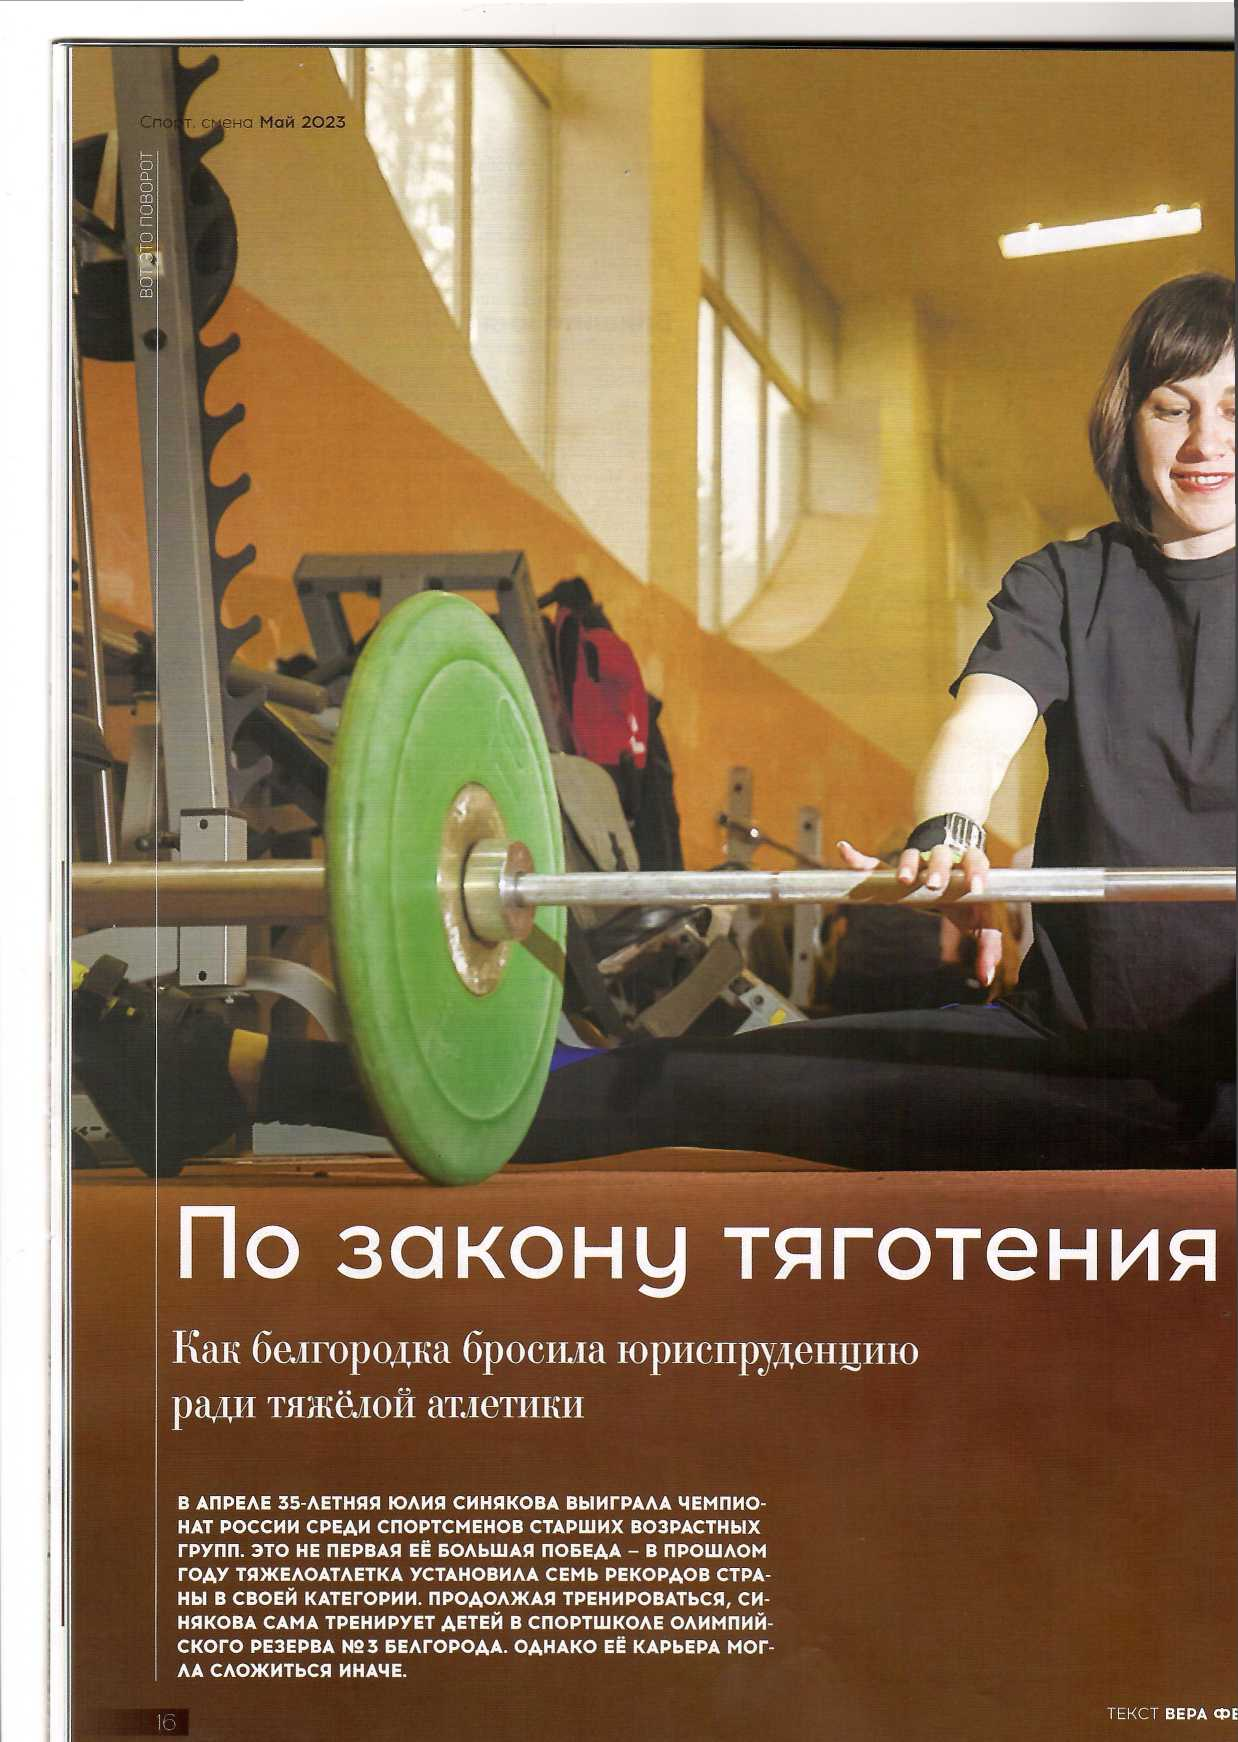 Спорт. смена Май 2023
ВОТ ЭТО ПОВОРОТ
По закону тяготения
Как белгородка бросила юриспруденцию
ради тяжёлой атлетики
В АПРЕЛЕ 35-ЛЕТНЯЯ ЮЛИЯ СИНЯКОВА ВЫИГРАЛА ЧЕМПИО-
НАТ РОССИИ СРЕДИ СПОРТСМЕНОВ СТАРШИХ ВОЗРАСТНЫХ
ГРУПП. ЭТО НЕ ПЕРВАЯ ЕЁ БОЛЬШАЯ ПОБЕДА – В ПРОШЛОМ
ГОДУ ТЯЖЕЛОАТЛЕТКА УСТАНОВИЛА СЕМЬ РЕКОРДОВ СТРА-
НЫ В СВОЕЙ КАТЕГОРИИ. ПРОДОЛЖАЯ ТРЕНИРОВАТЬСЯ, СИ-
НЯКОВА САМА ТРЕНИРУЕТ ДЕТЕЙ В СПОРТШКОЛЕ ОЛИМПИЙ-
СКОГО РЕЗЕРВА №3 БЕЛГОРОДА. ОДНАКО ЕЁ КАРЬЕРА МОГ-
ЛА СЛОЖИТЬСЯ ИНАЧЕ.
ТЕКСТ ВЕРА
16